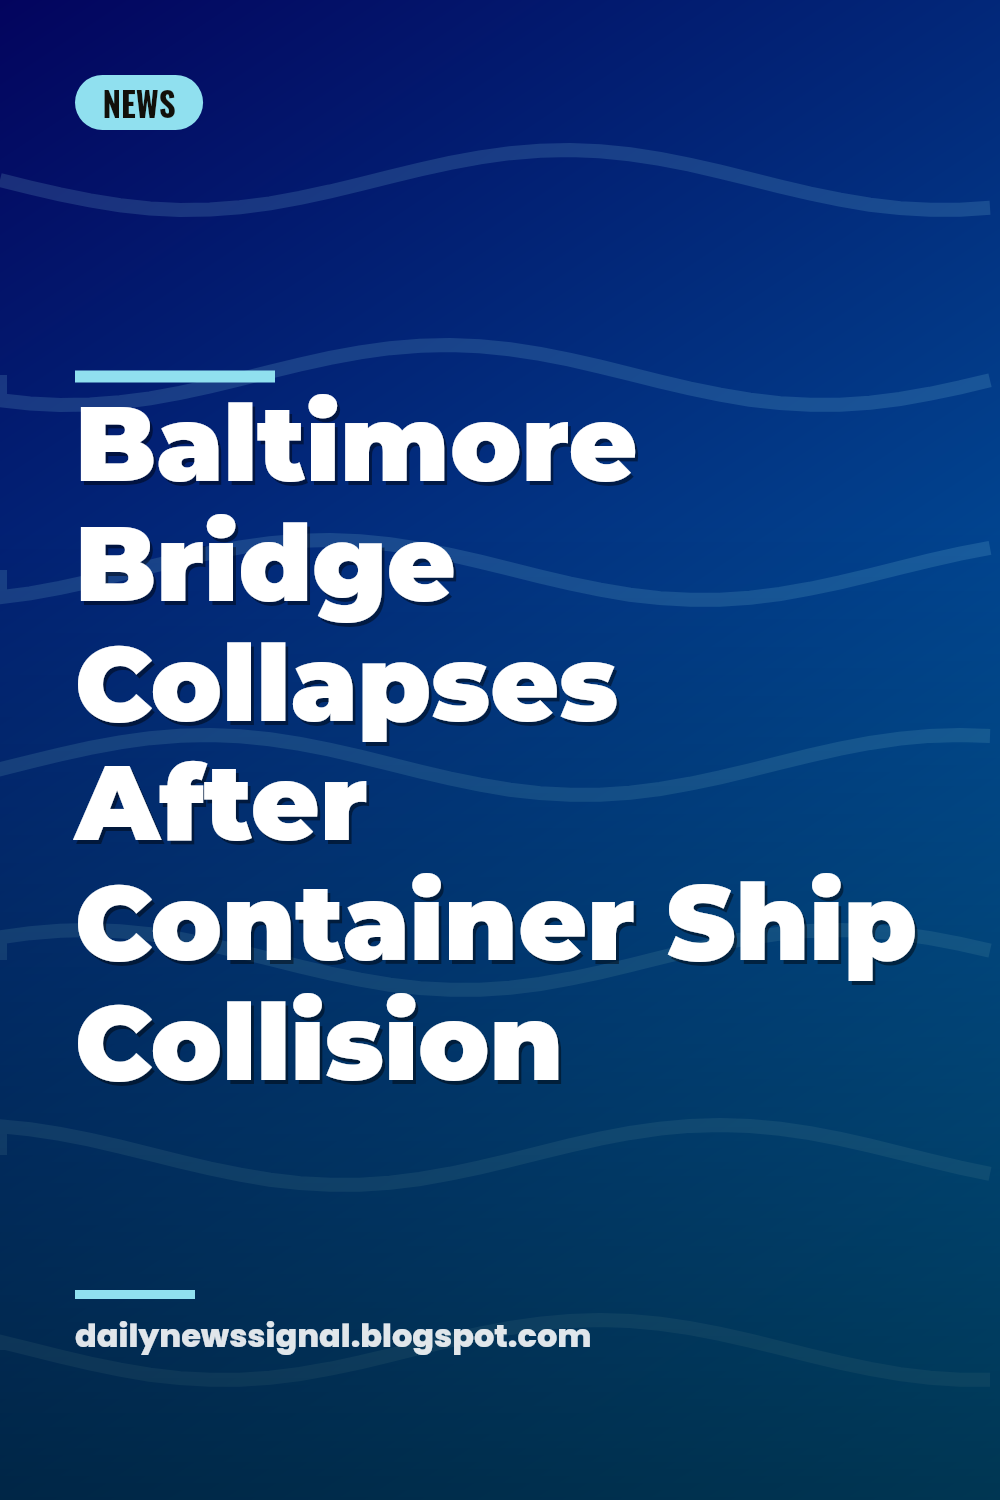 NEWS
Baltimore
Bridge
Collapses
After
Container Ship
Collision
dailynewssignal.blogspot.com